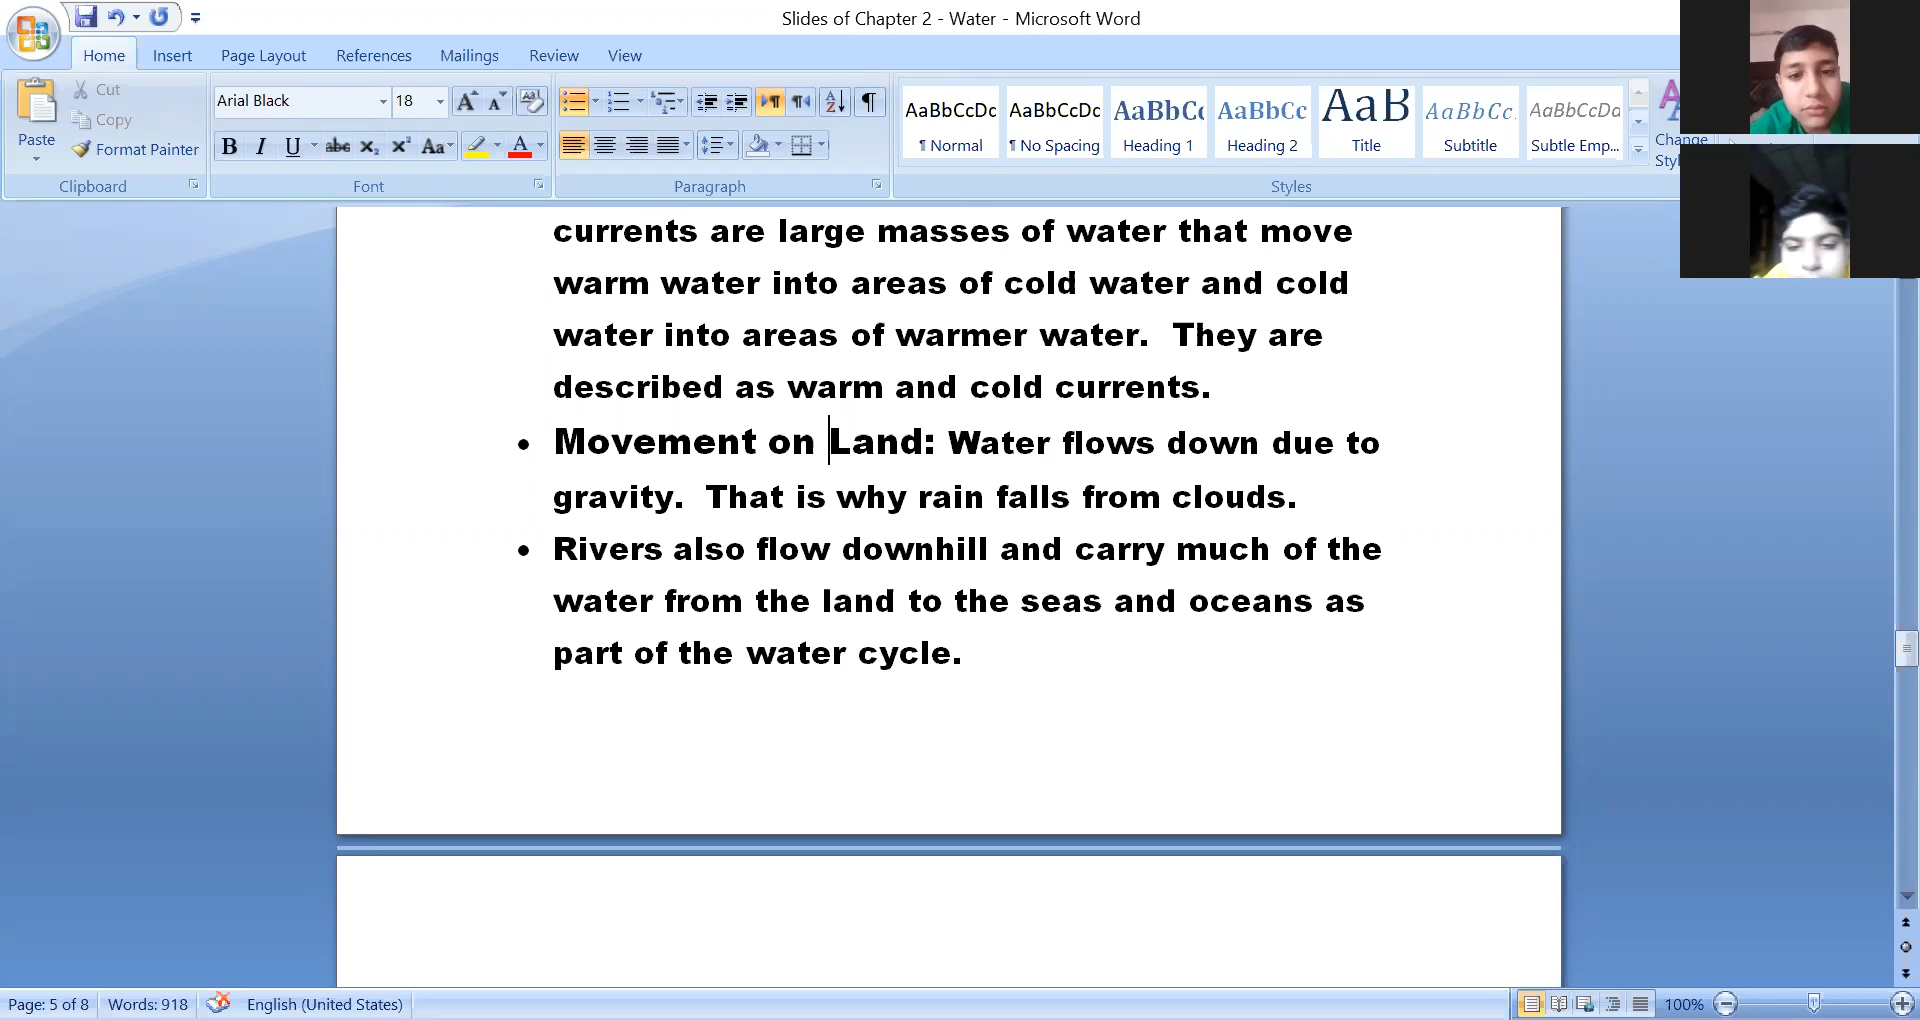 Slides of Chapter 2 - Water - Microsoft Word
Home Insert Page Layout References Mailings Review View
Paste
Cut
Copy
Format Painter
Clipboard
Arial Black 18
B I U abc X₂ X² Aa A
Font
Paragraph
AaBbCcDc AaBbCcDc AaBbCc AaBbCc AaB AaBbCc. AaBbCcDa
¶ Normal ¶ No Spacing Heading 1 Heading 2 Title Subtitle Subtle Emp...
Change
Styles
currents are large masses of water that move
warm water into areas of cold water and cold
water into areas of warmer water.  They are
described as warm and cold currents.
• Movement on Land: Water flows down due to
gravity.  That is why rain falls from clouds.
• Rivers also flow downhill and carry much of the
water from the land to the seas and oceans as
part of the water cycle.
Page: 5 of 8 Words: 918 English (United States) 100%